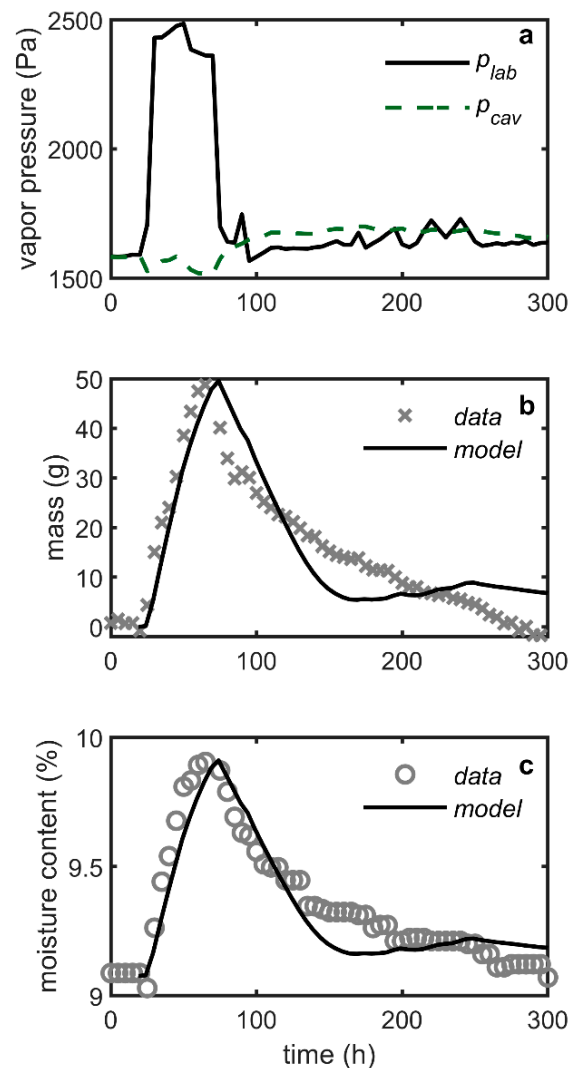 2500
a
p_lab
p_cav
2000
1500
vapor pressure (Pa)
0 100 200 300
50
b
data
model
40
30
20
10
0
mass (g)
0 100 200 300
10
c
data
model
9.5
9
moisture content (%)
0 100 200 300
time (h)